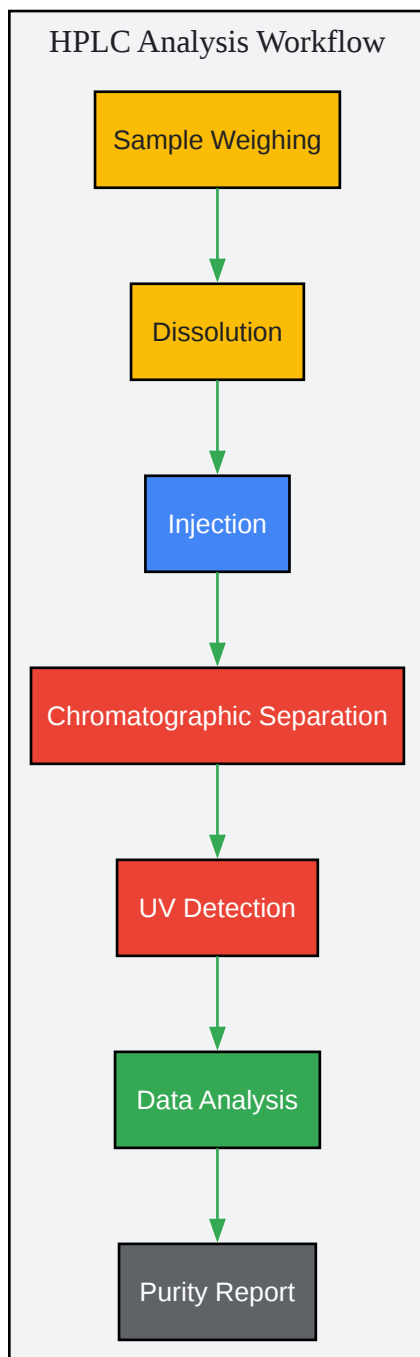 HPLC Analysis Workflow
Sample Weighing
Dissolution
Injection
Chromatographic Separation
UV Detection
Data Analysis
Purity Report